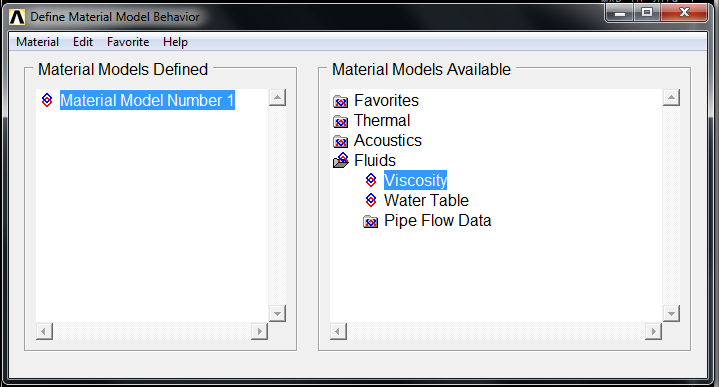 Define Material Model Behavior
Material Edit Favorite Help
Material Models Defined
Material Model Number 1
Material Models Available
Favorites
Thermal
Acoustics
Fluids
Viscosity
Water Table
Pipe Flow Data